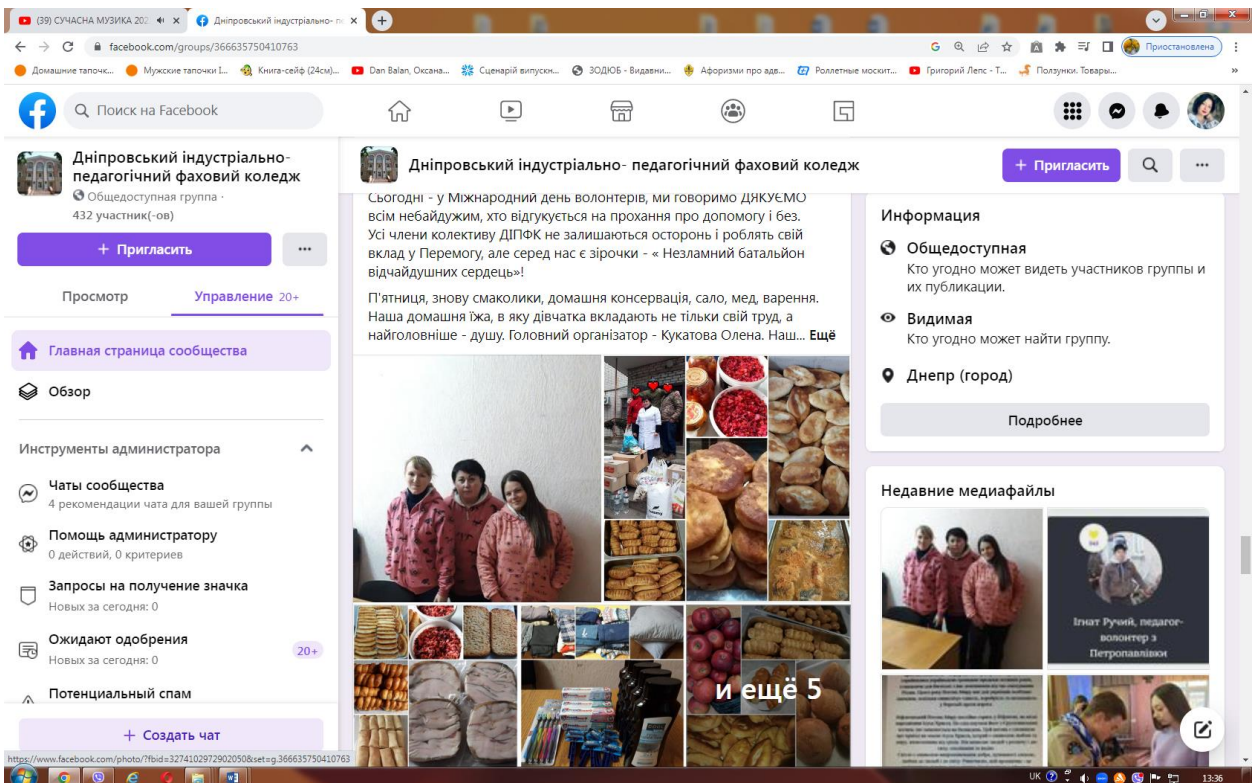 (39) СУЧАСНА МУЗИКА 202
Дніпровський індустріально- п
facebook.com/groups/366635750410763
Приостановлена
Домашние тапочк...
Мужские тапочки I...
Книга-сейф (24см)...
Dan Balan, Оксана...
Сценарій випускн...
ЗОДЮБ - Видавни...
Афоризми про адв...
Роллетные москит...
Григорий Лепс - Т...
Ползунки. Товары...
»
Поиск на Facebook
Дніпровський індустріально-
педагогічний фаховий коледж
Общедоступная группа ·
432 участник(-ов)
+ Пригласить
Просмотр
Управление 20+
Главная страница сообщества
Обзор
Инструменты администратора
Чаты сообщества
4 рекомендации чата для вашей группы
Помощь администратору
0 действий, 0 критериев
Запросы на получение значка
Новых за сегодня: 0
Ожидают одобрения
Новых за сегодня: 0
20+
Потенциальный спам
+ Создать чат
https://www.facebook.com/photo/?fbid=3274102972902050&set=g.366635750410763
Дніпровський індустріально- педагогічний фаховий коледж
+ Пригласить
Сьогодні - у Міжнародний день волонтерів, ми говоримо ДЯКУЄМО
всім небайдужим, хто відгукується на прохання про допомогу і без.
Усі члени колективу ДІПФК не залишаються осторонь і роблять свій
вклад у Перемогу, але серед нас є зірочки - « Незламний батальйон
відчайдушних сердець»!
П'ятниця, знову смаколики, домашня консервація, сало, мед, варення.
Наша домашня їжа, в яку дівчатка вкладають не тільки свій труд, а
найголовніше - душу. Головний організатор - Кукатова Олена. Наш... Ещё
и ещё 5
Информация
Общедоступная
Кто угодно может видеть участников группы и
их публикации.
Видимая
Кто угодно может найти группу.
Днепр (город)
Подробнее
Недавние медиафайлы
Ігнат Ручий, педагог-
волонтер з
Петропавлівки
UK
13:36